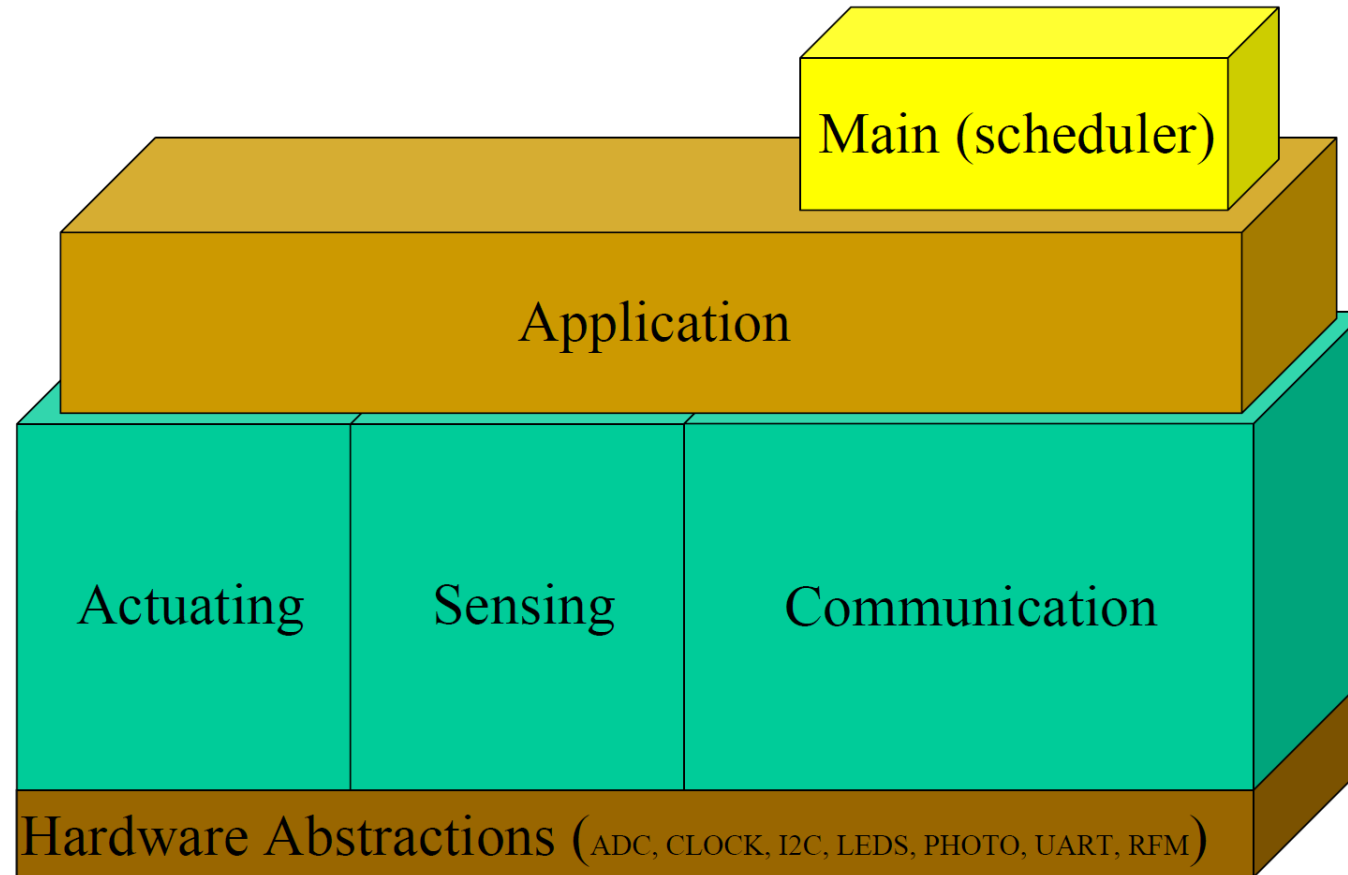 Main (scheduler)
Application
Actuating
Sensing
Communication
Hardware Abstractions (ADC, CLOCK, I2C, LEDS, PHOTO, UART, RFM)